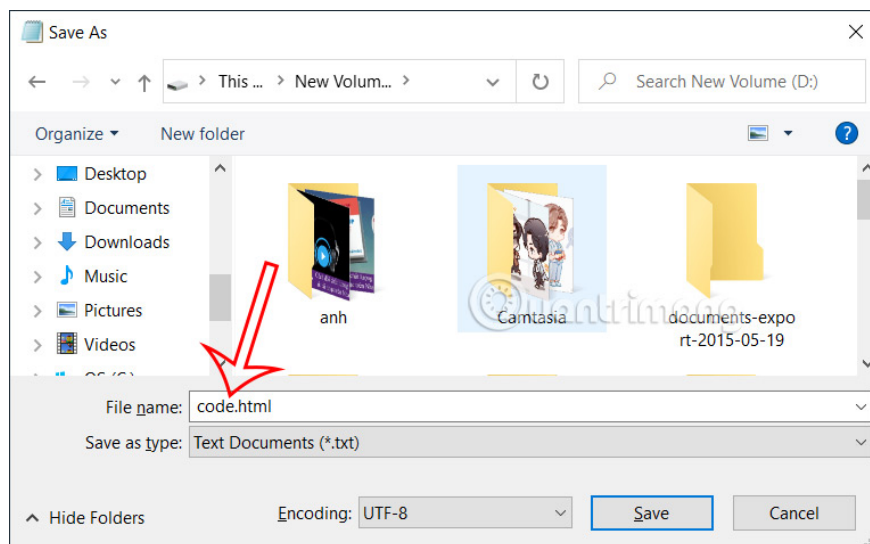 Save As
This ... > New Volum... >
Search New Volume (D:)
Organize
New folder
?
Desktop
Documents
Downloads
Music
Pictures
Videos
anh
Camtasia
documents-expo
rt-2015-05-19
Quantrimang
File name: code.html
Save as type: Text Documents (*.txt)
Hide Folders
Encoding: UTF-8
Save
Cancel